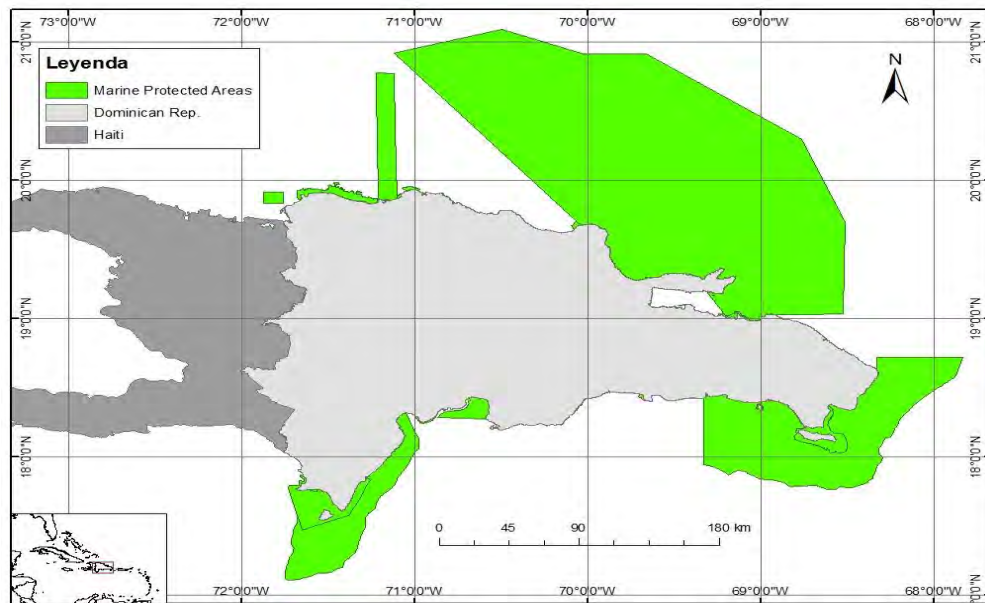 73°0'0"W 72°0'0"W 71°0'0"W 70°0'0"W 69°0'0"W 68°0'0"W
21°0'0"N 21°0'0"N
N
Leyenda
Marine Protected Areas
Dominican Rep.
Haiti
20°0'0"N 20°0'0"N
19°0'0"N 19°0'0"N
18°0'0"N 18°0'0"N
0 45 90 180 km
72°0'0"W 71°0'0"W 70°0'0"W 69°0'0"W 68°0'0"W